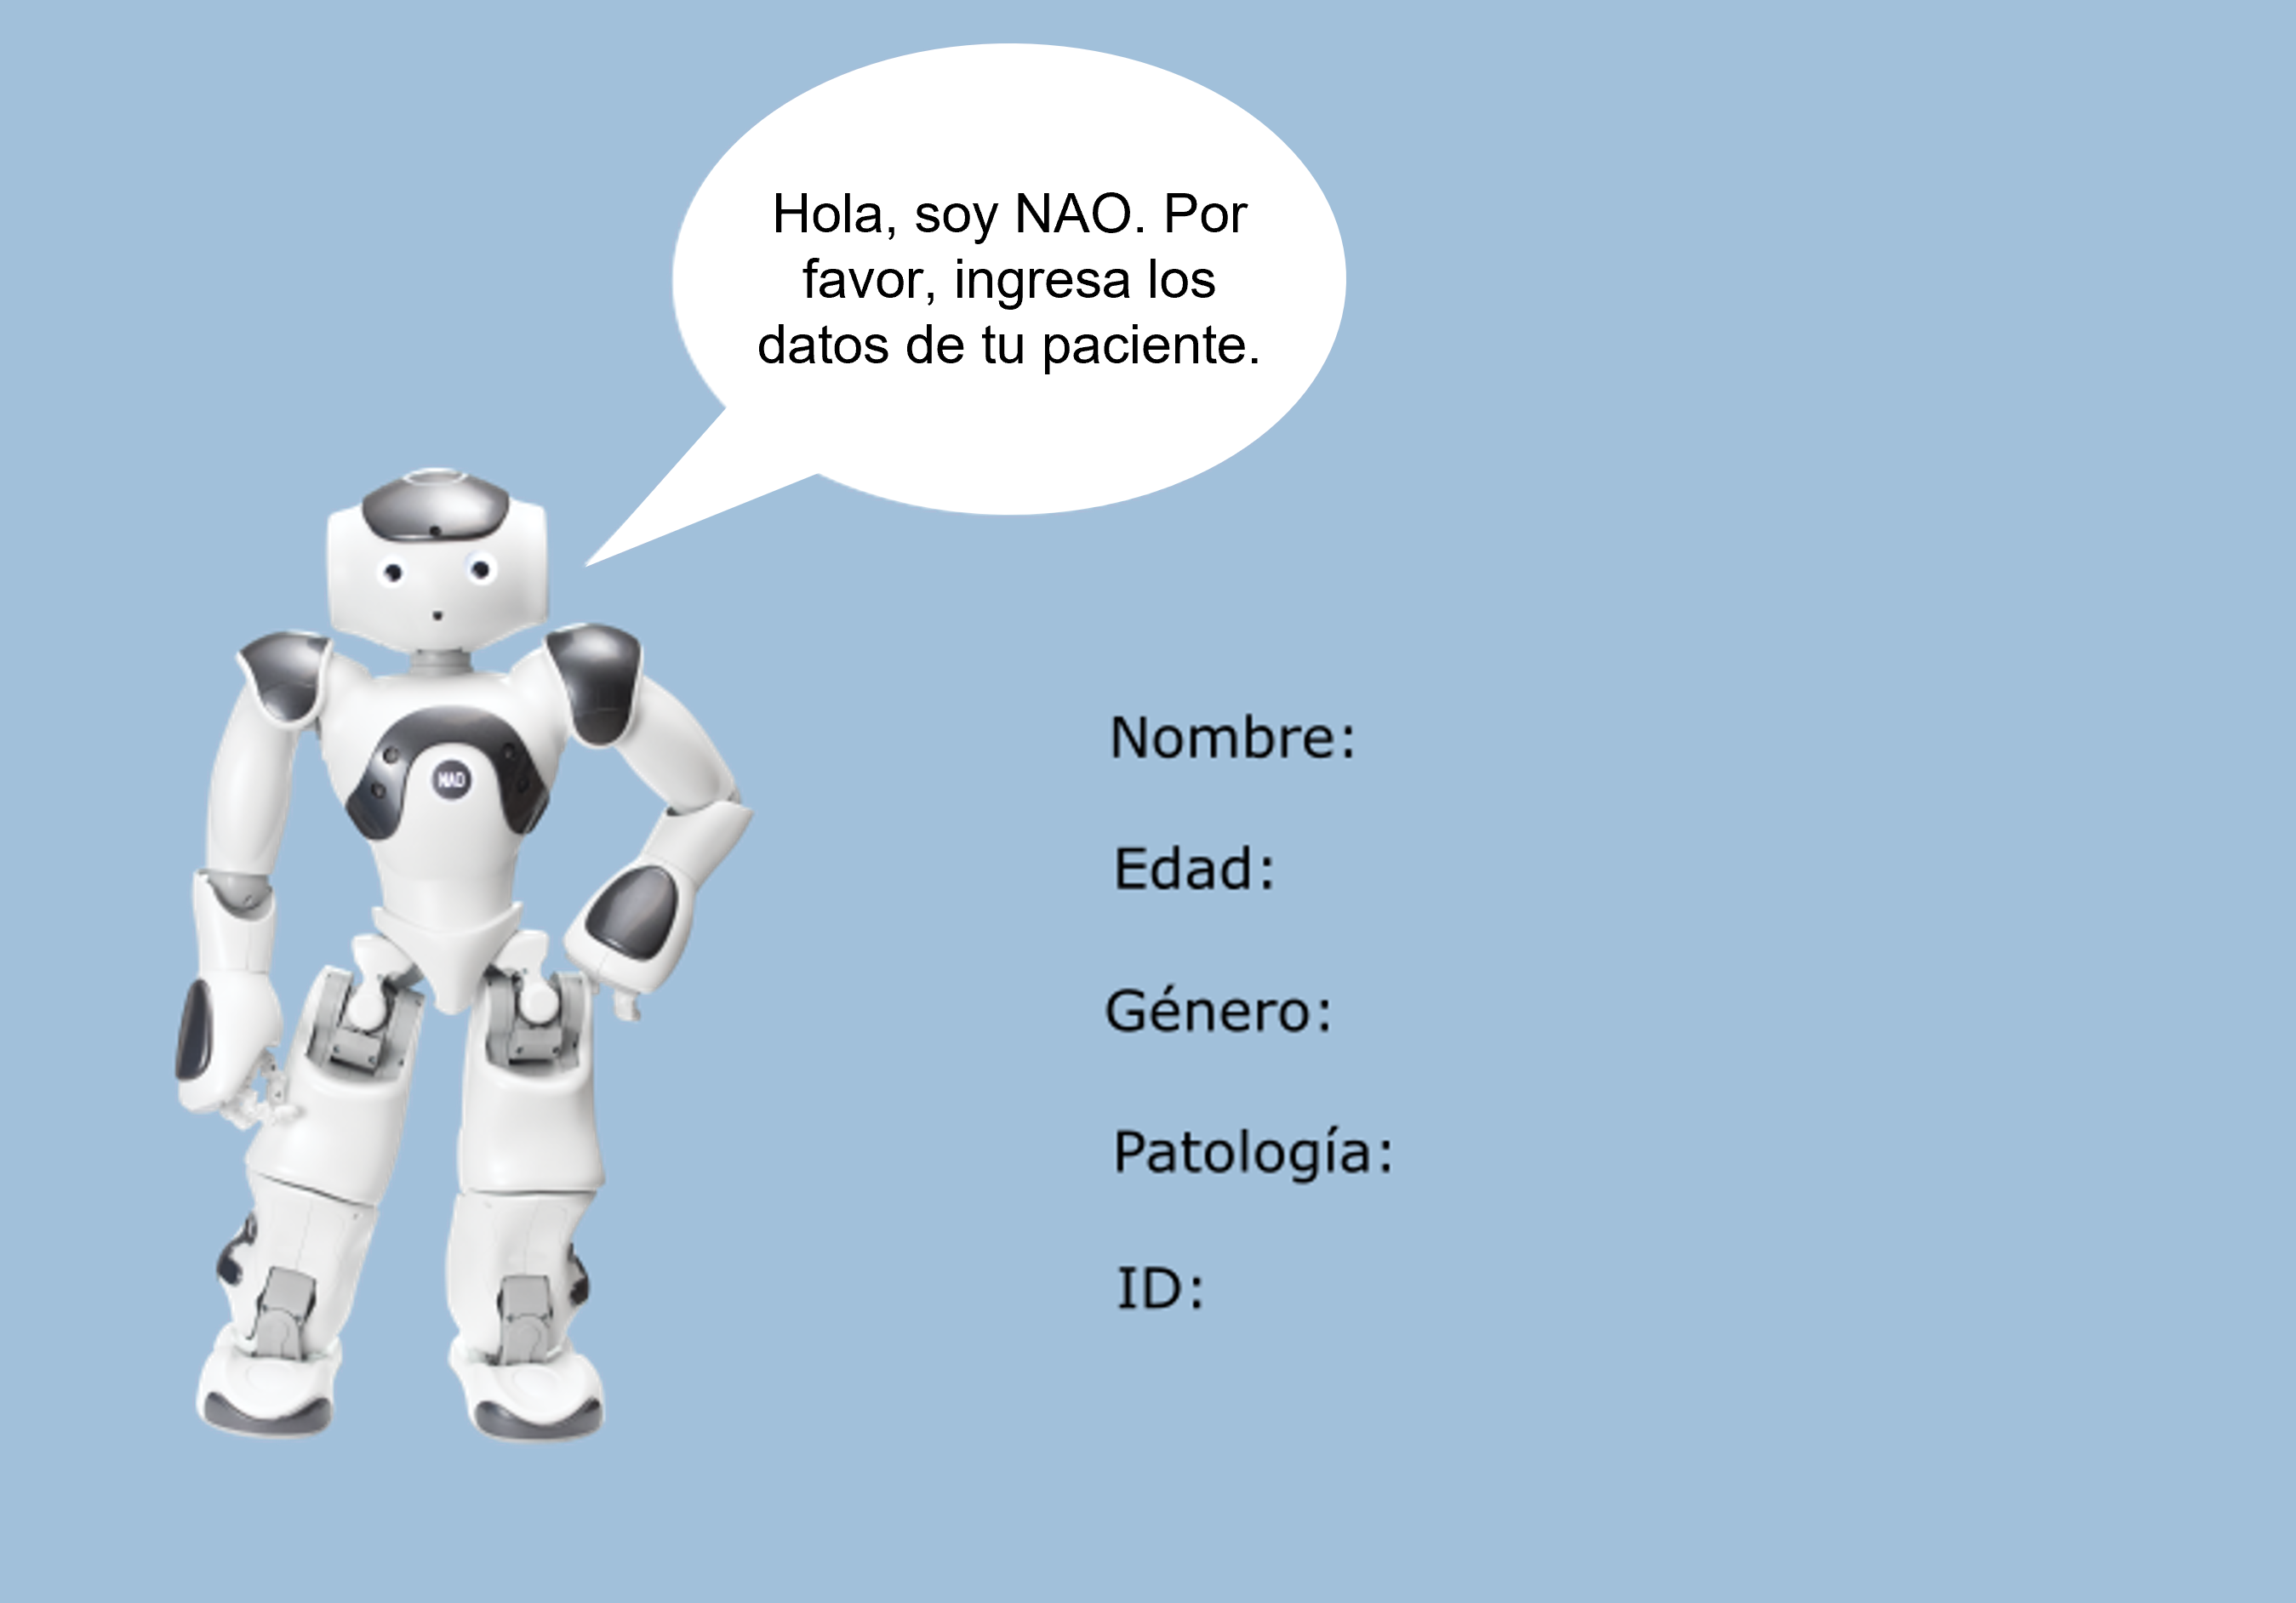 Hola, soy NAO. Por
favor, ingresa los
datos de tu paciente.
NAO
Nombre:
Edad:
Género:
Patología:
ID: